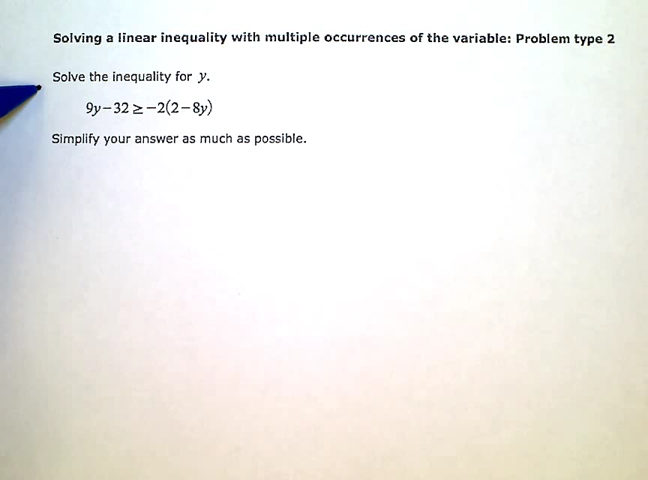 Solving a linear inequality with multiple occurrences of the variable: Problem type 2
Solve the inequality for y.
9y−32≥−2(2−8y)
Simplify your answer as much as possible.